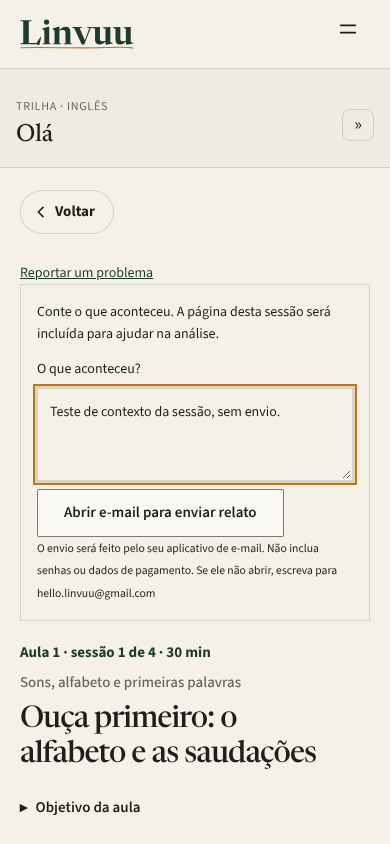 Linvuu
TRILHA · INGLÊS
Olá
»
Voltar
Reportar um problema
Conte o que aconteceu. A página desta sessão será
incluída para ajudar na análise.
O que aconteceu?
Teste de contexto da sessão, sem envio.
Abrir e-mail para enviar relato
O envio será feito pelo seu aplicativo de e-mail. Não inclua
senhas ou dados de pagamento. Se ele não abrir, escreva para
hello.linvuu@gmail.com
Aula 1 · sessão 1 de 4 · 30 min
Sons, alfabeto e primeiras palavras
Ouça primeiro: o
alfabeto e as saudações
Objetivo da aula